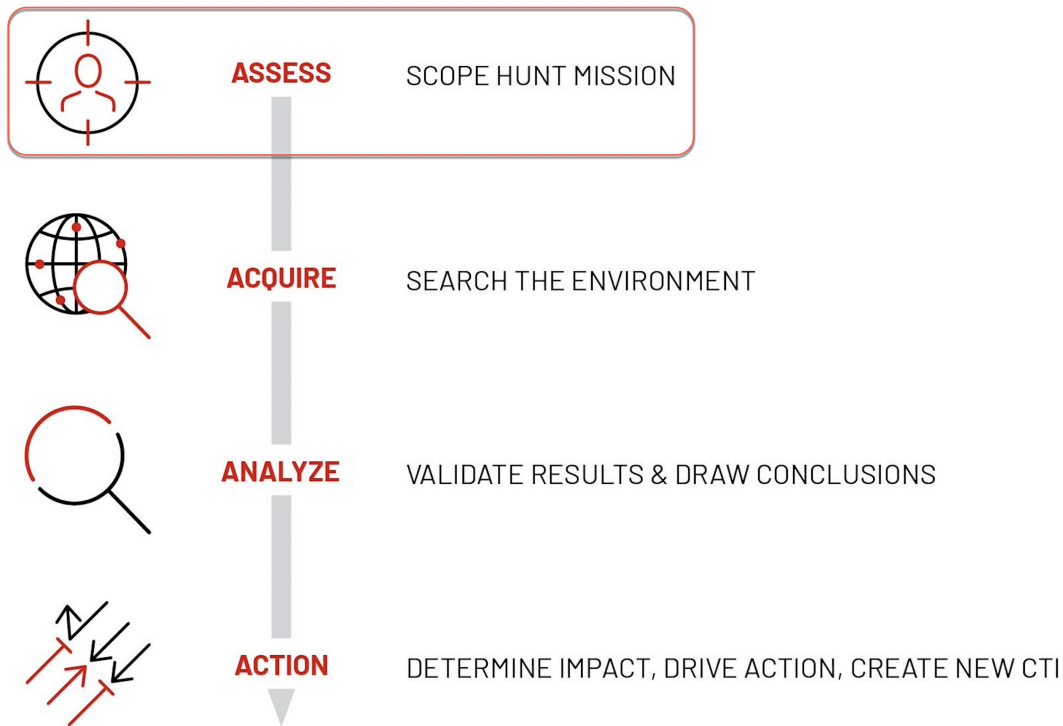 ASSESS SCOPE HUNT MISSION
ACQUIRE SEARCH THE ENVIRONMENT
ANALYZE VALIDATE RESULTS & DRAW CONCLUSIONS
ACTION DETERMINE IMPACT, DRIVE ACTION, CREATE NEW CTI